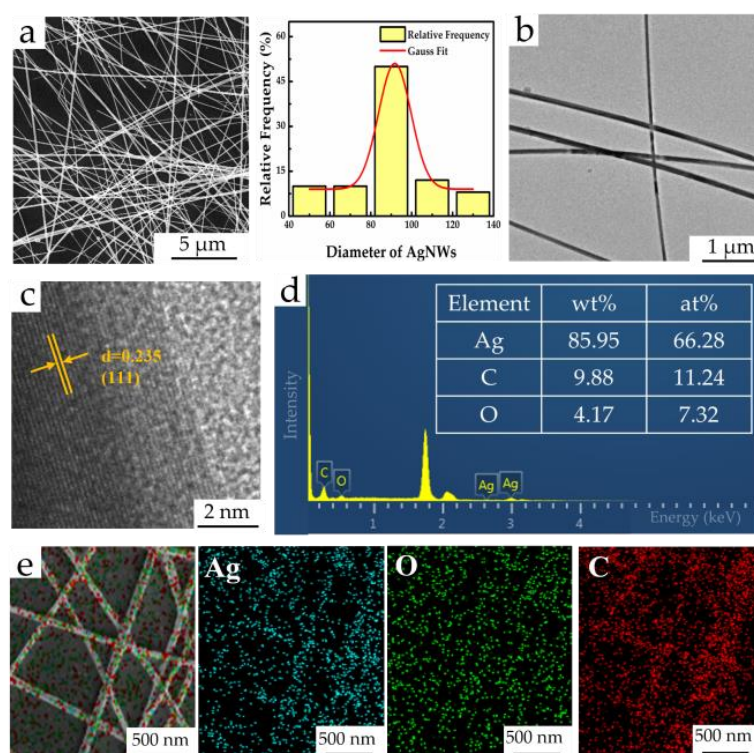 a
5 μm
Relative Frequency (%)
60
45
30
15
0
Relative Frequency
Gauss Fit
40 60 80 100 120 140
Diameter of AgNWs
b
1 μm
c
d=0.235
(111)
2 nm
d
Intensity
Element wt% at%
Ag 85.95 66.28
C 9.88 11.24
O 4.17 7.32
C O Ag Ag
1 2 3 4
Energy (keV)
e
500 nm
Ag
500 nm
O
500 nm
C
500 nm